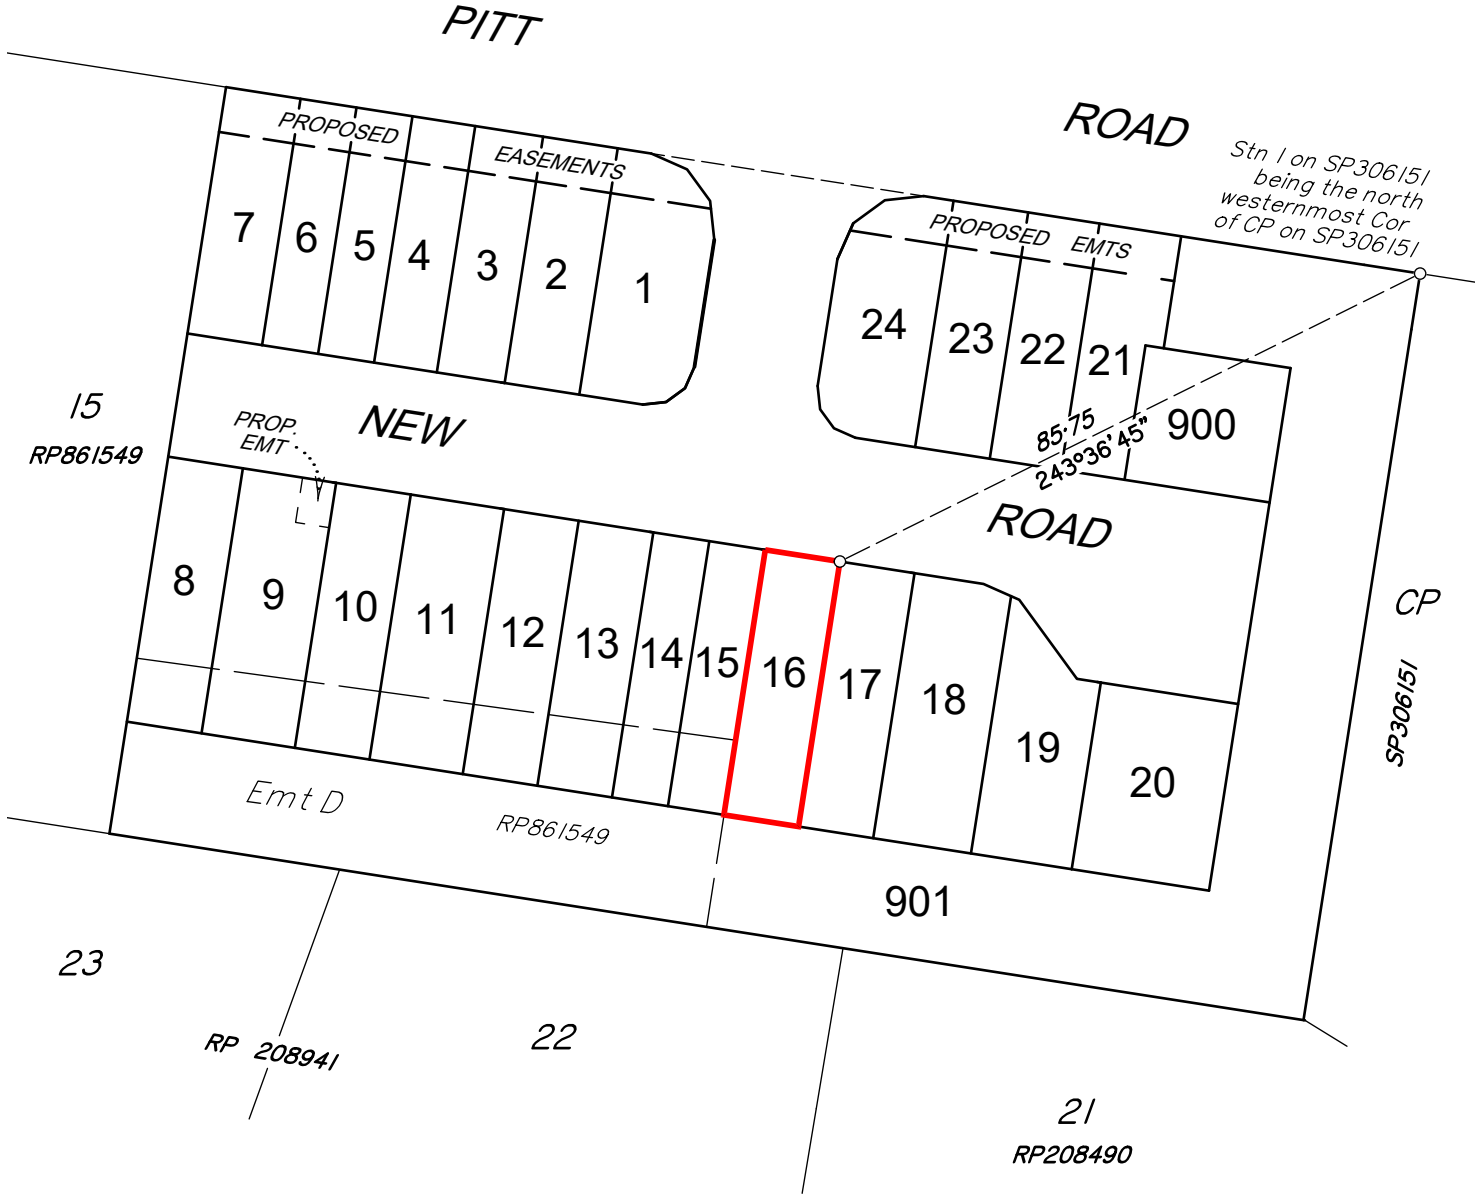 PITT
ROAD
Stn 1 on SP306151
being the north
westernmost Cor
of CP on SP306151
PROPOSED
EASEMENTS
PROPOSED EMTS
7
6
5
4
3
2
1
24
23
22
21
900
15
RP861549
PROP.
EMT
NEW
85·75
243°36'45"
ROAD
8
9
10
11
12
13
14
15
16
17
18
19
20
CP
SP306151
Emt D
RP861549
901
23
22
RP 208941
21
RP208490